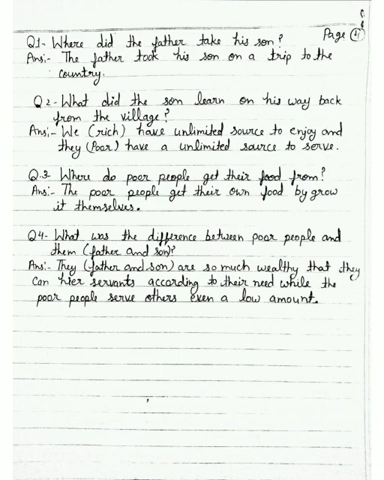 Page 4
Q1- Where did the father take his son?
Ans:- The father took his son on a trip to the
country.
Q2- What did the son learn on his way back
from the village?
Ans:- We (rich) have unlimited source to enjoy and
they (Poor) have a unlimited source to serve.
Q.3- Where do poor people get their food from?
Ans:- The poor people get their own food by grow
it themselves.
Q4- What was the difference between poor people and
them (father and son)?
Ans:- They (father and son) are so much wealthy that they
can hier servants according to their need while the
poor people serve others even a low amount.